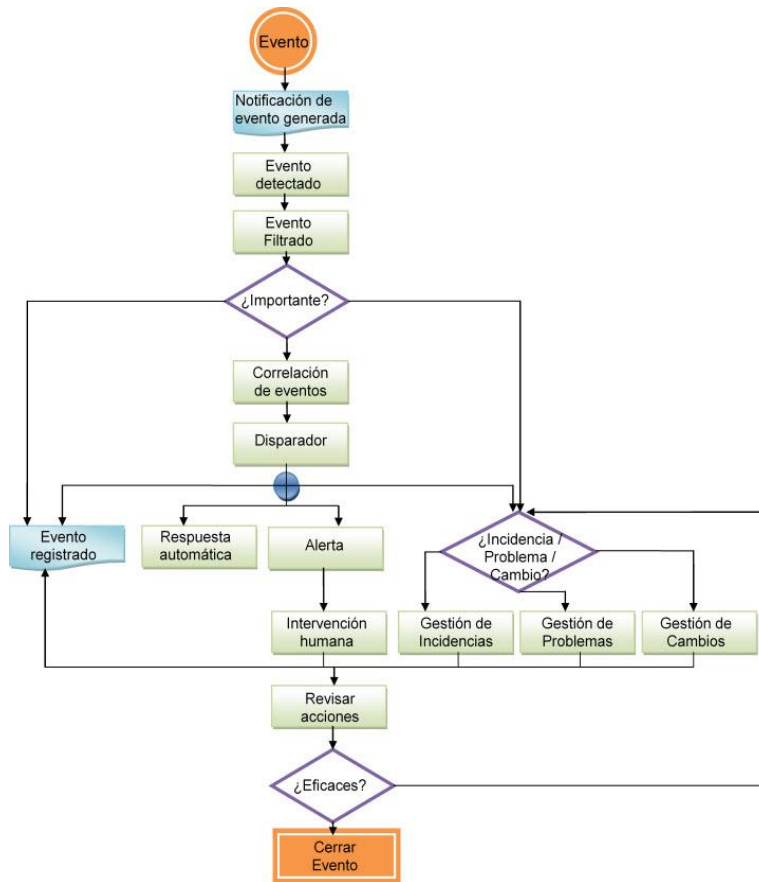 Evento
Notificación de
evento generada
Evento
detectado
Evento
Filtrado
¿Importante?
Correlación
de eventos
Disparador
Evento
registrado
Respuesta
automática
Alerta
¿Incidencia /
Problema /
Cambio?
Intervención
humana
Gestión de
Incidencias
Gestión de
Problemas
Gestión de
Cambios
Revisar
acciones
¿Eficaces?
Cerrar
Evento